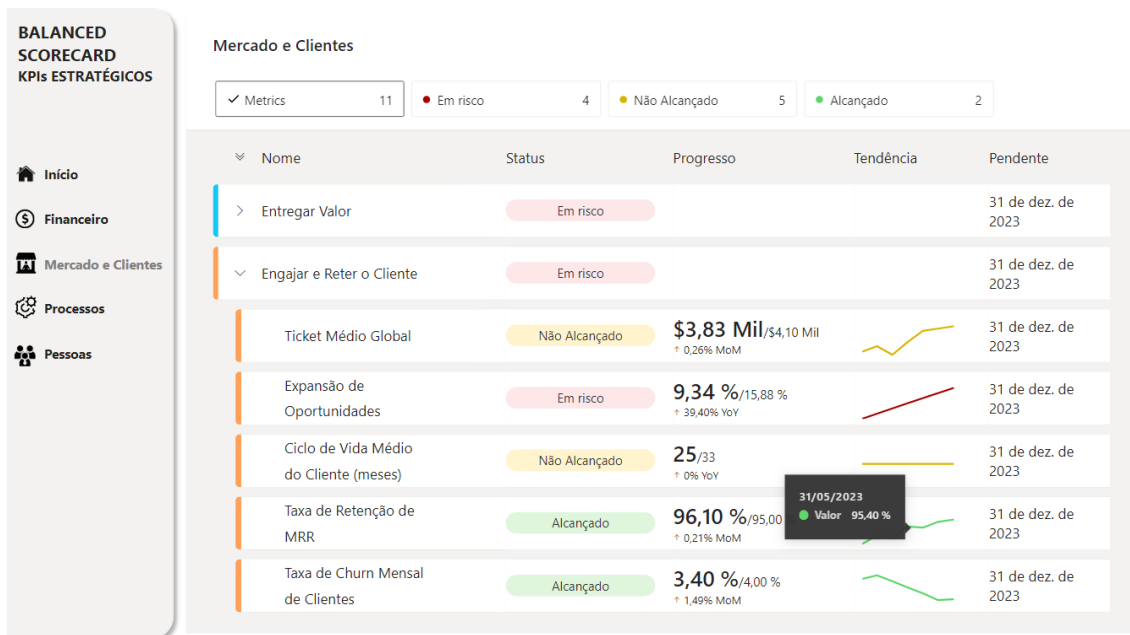 BALANCED
SCORECARD
KPIs ESTRATÉGICOS
Início
Financeiro
Mercado e Clientes
Processos
Pessoas
Mercado e Clientes
Metrics 11
Em risco 4
Não Alcançado 5
Alcançado 2
Nome Status Progresso Tendência Pendente
Entregar Valor Em risco 31 de dez. de
2023
Engajar e Reter o Cliente Em risco 31 de dez. de
2023
Ticket Médio Global Não Alcançado $3,83 Mil/$4,10 Mil 31 de dez. de
↑ 0,26% MoM 2023
Expansão de Em risco 9,34 %/15,88 % 31 de dez. de
Oportunidades ↑ 39,40% YoY 2023
Ciclo de Vida Médio Não Alcançado 25/33 31 de dez. de
do Cliente (meses) ↑ 0% YoY 2023
31/05/2023
Valor 95,40 %
Taxa de Retenção de Alcançado 96,10 %/95,00 31 de dez. de
MRR ↑ 0,21% MoM 2023
Taxa de Churn Mensal Alcançado 3,40 %/4,00 % 31 de dez. de
de Clientes ↑ 1,49% MoM 2023